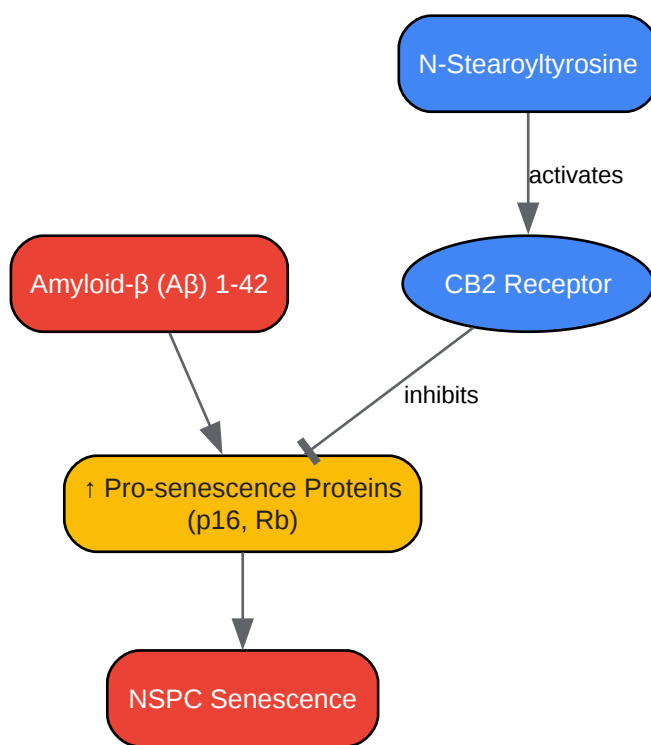 N-Stearoyltyrosine
activates
Amyloid-β (Aβ) 1-42
CB2 Receptor
inhibits
↑ Pro-senescence Proteins
(p16, Rb)
NSPC Senescence